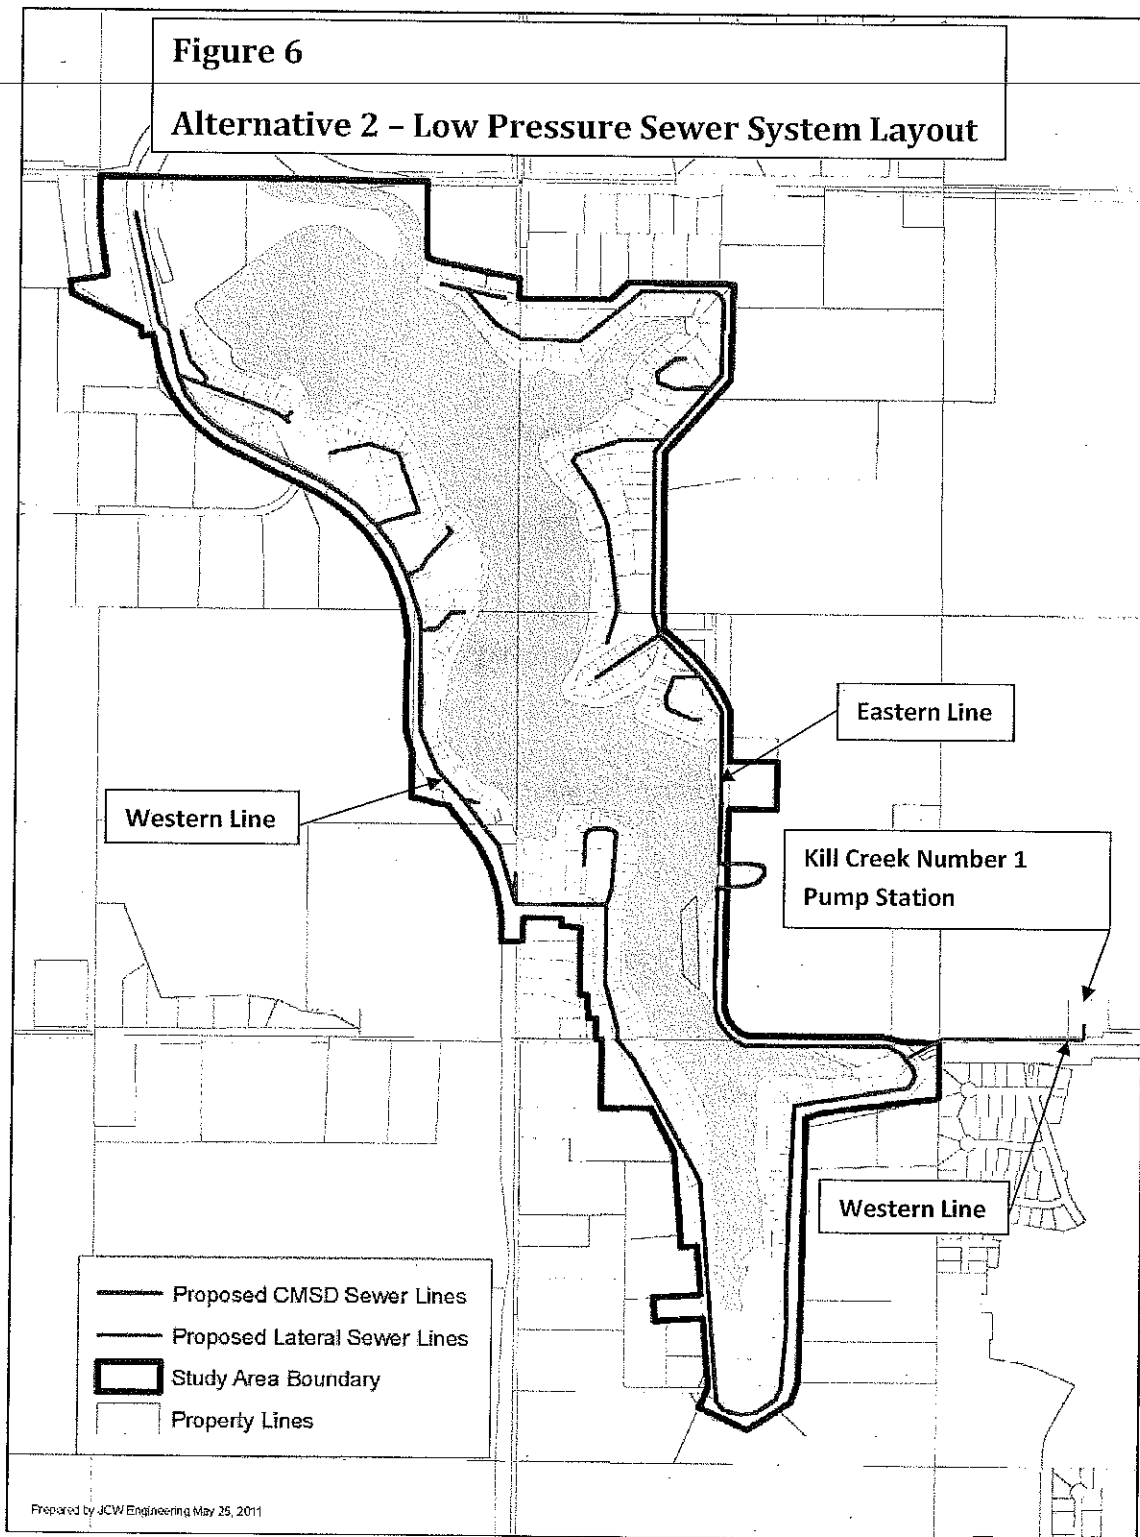 Figure 6
Alternative 2 – Low Pressure Sewer System Layout
Eastern Line
Western Line
Kill Creek Number 1
Pump Station
Western Line
Proposed CMSD Sewer Lines
Proposed Lateral Sewer Lines
Study Area Boundary
Property Lines
Prepared by JCW Engineering May 25, 2011